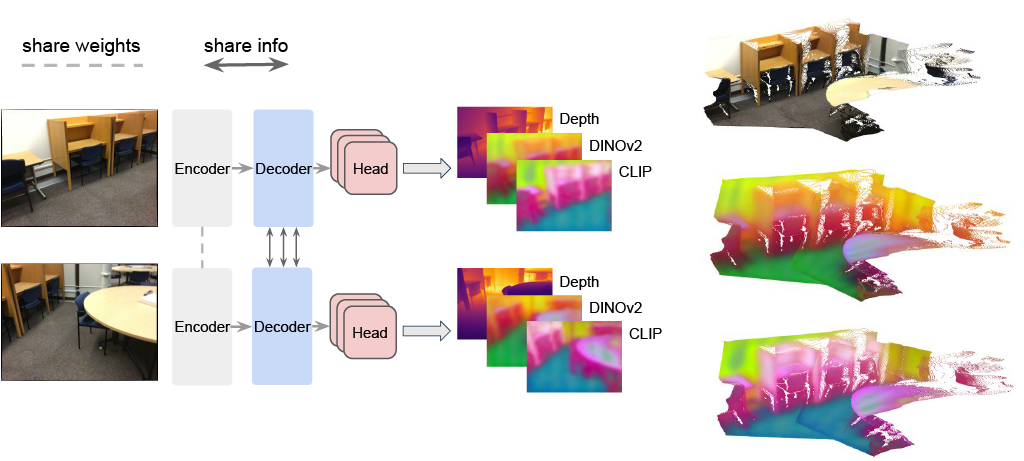 share weights
share info
Encoder
Decoder
Head
Depth
DINOv2
CLIP
Encoder
Decoder
Head
Depth
DINOv2
CLIP